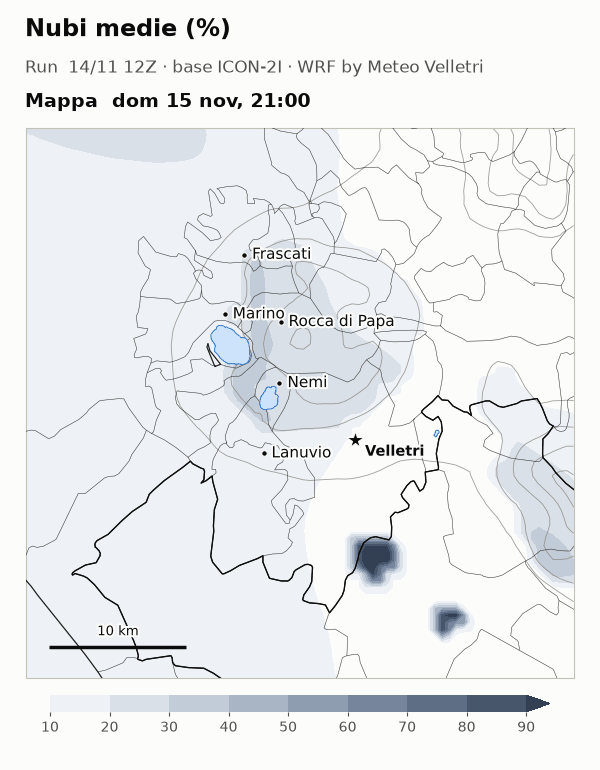 Nubi medie (%)
Run 14/11 12Z · base ICON-2I · WRF by Meteo Velletri
Mappa dom 15 nov, 21:00
Frascati
Marino
Rocca di Papa
Nemi
Velletri
Lanuvio
10 km
10 20 30 40 50 60 70 80 90